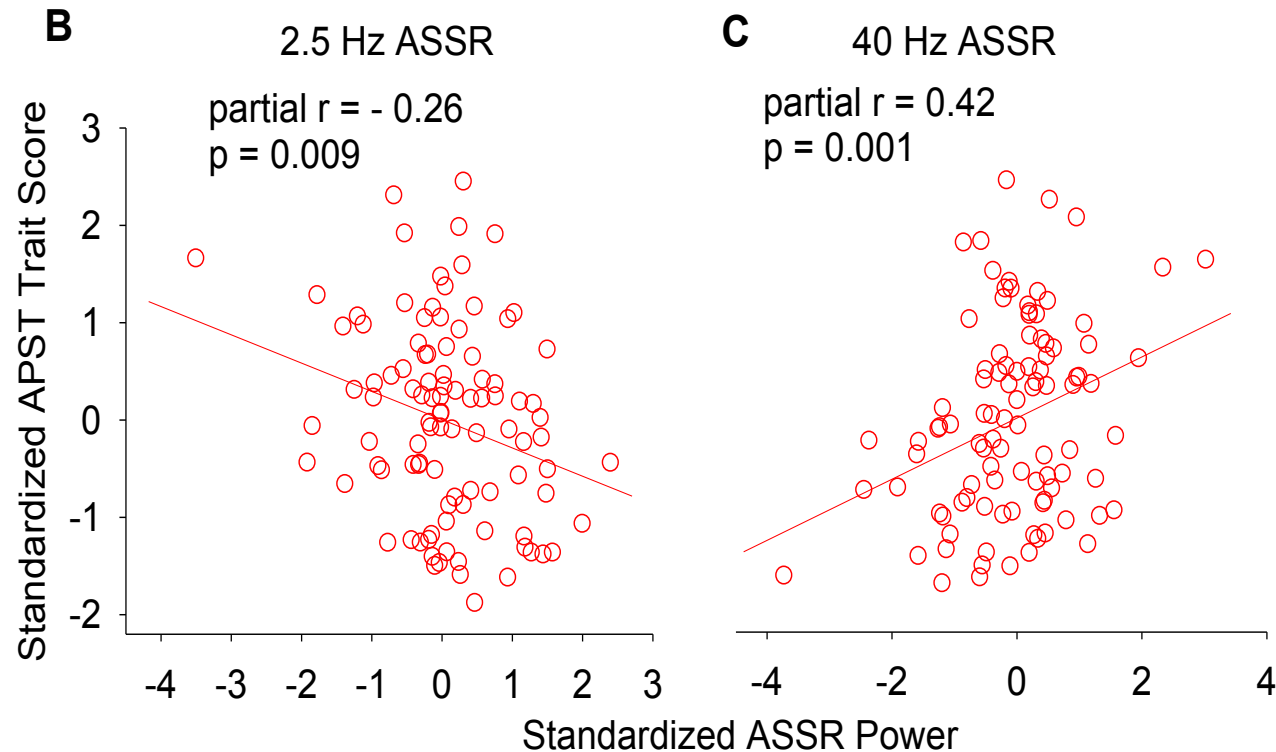 B
2.5 Hz ASSR
partial r = - 0.26
p = 0.009
C
40 Hz ASSR
partial r = 0.42
p = 0.001
Standardized APST Trait Score
3
2
1
0
-1
-2
-4 -3 -2 -1 0 1 2 3
-4 -2 0 2 4
Standardized ASSR Power